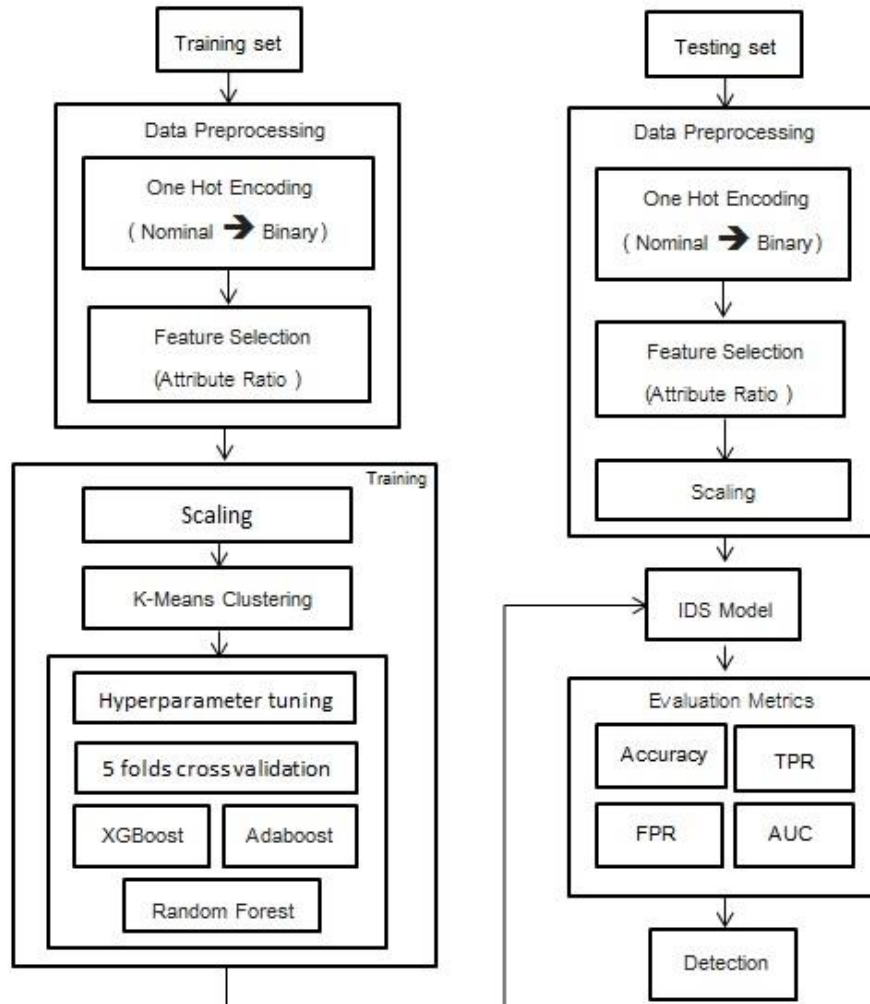 Training set
Data Preprocessing
One Hot Encoding
( Nominal ➔ Binary)
Feature Selection
(Attribute Ratio )
Training
Scaling
K-Means Clustering
Hyperparameter tuning
5 folds cross validation
XGBoost
Adaboost
Random Forest
Testing set
Data Preprocessing
One Hot Encoding
( Nominal ➔ Binary)
Feature Selection
(Attribute Ratio )
Scaling
IDS Model
Evaluation Metrics
Accuracy
TPR
FPR
AUC
Detection